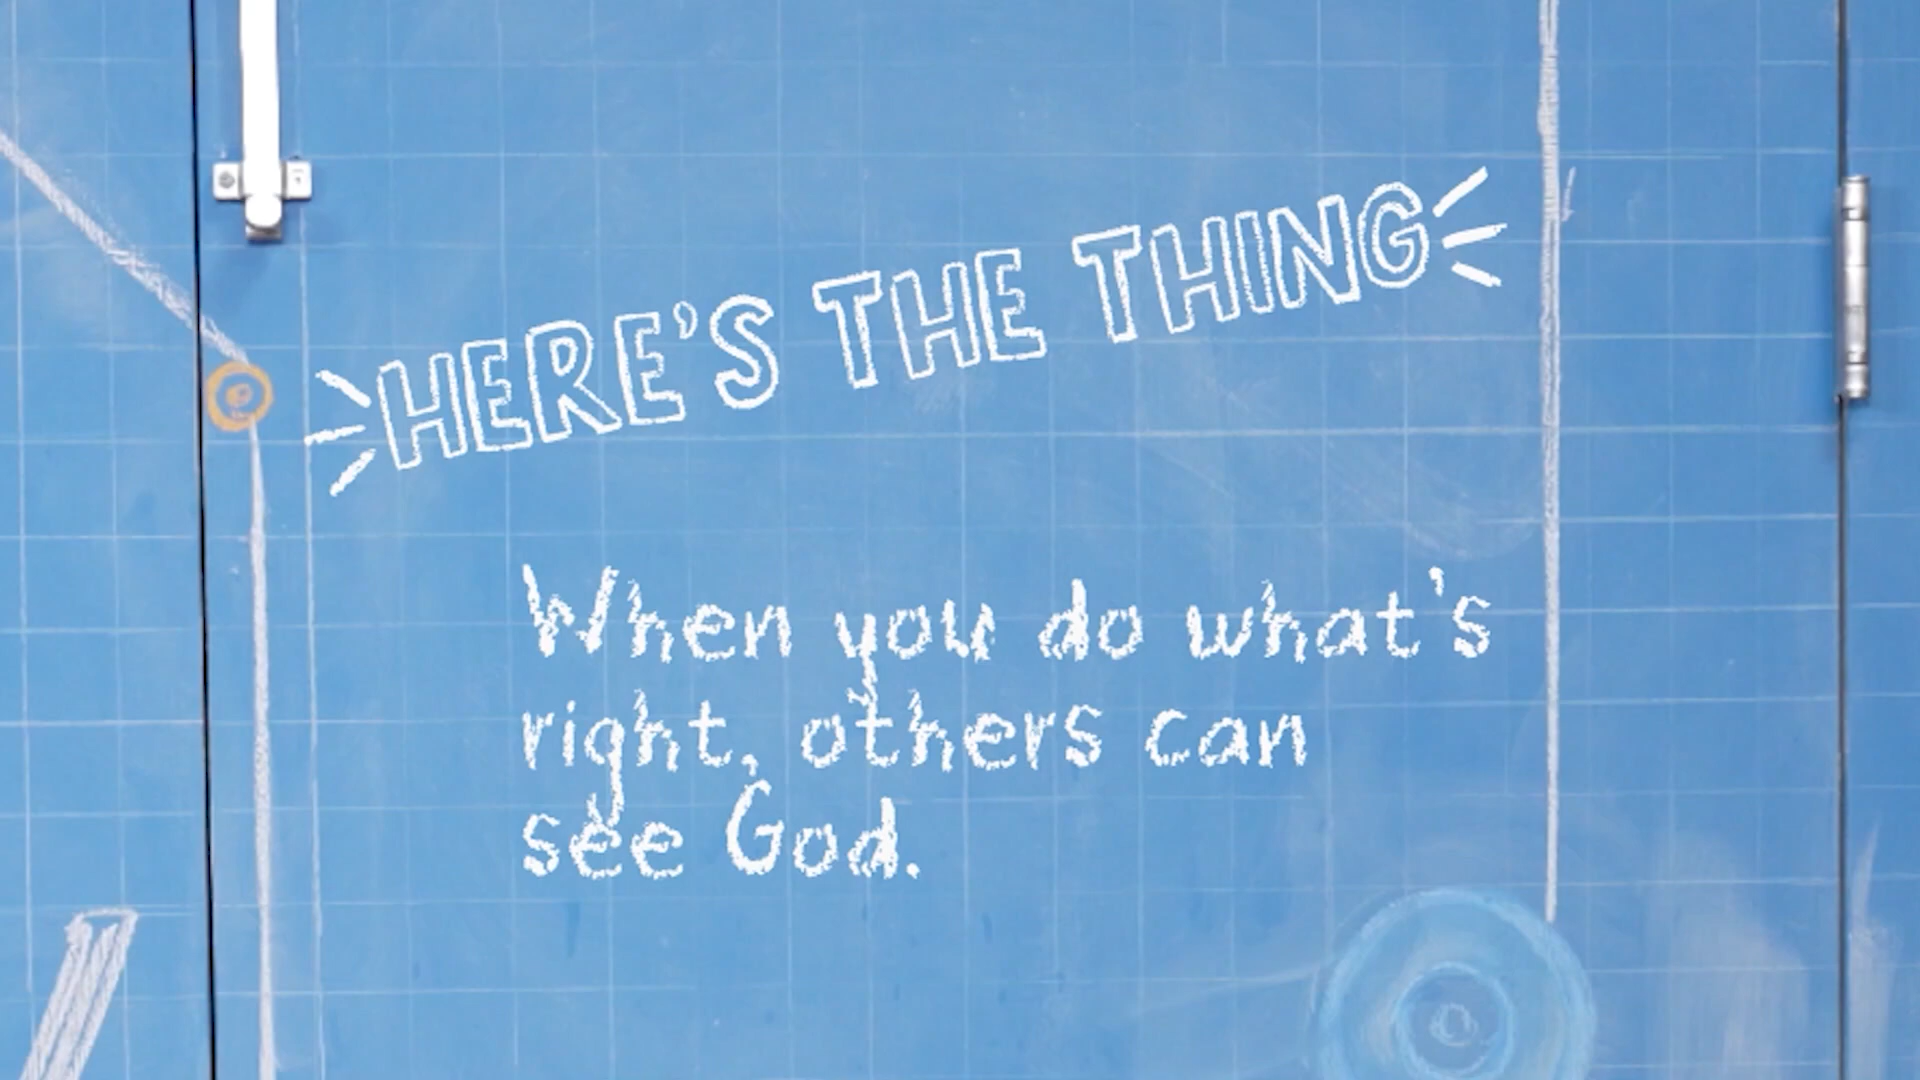 HERE'S THE THING
When you do what's
right, others can
see God.